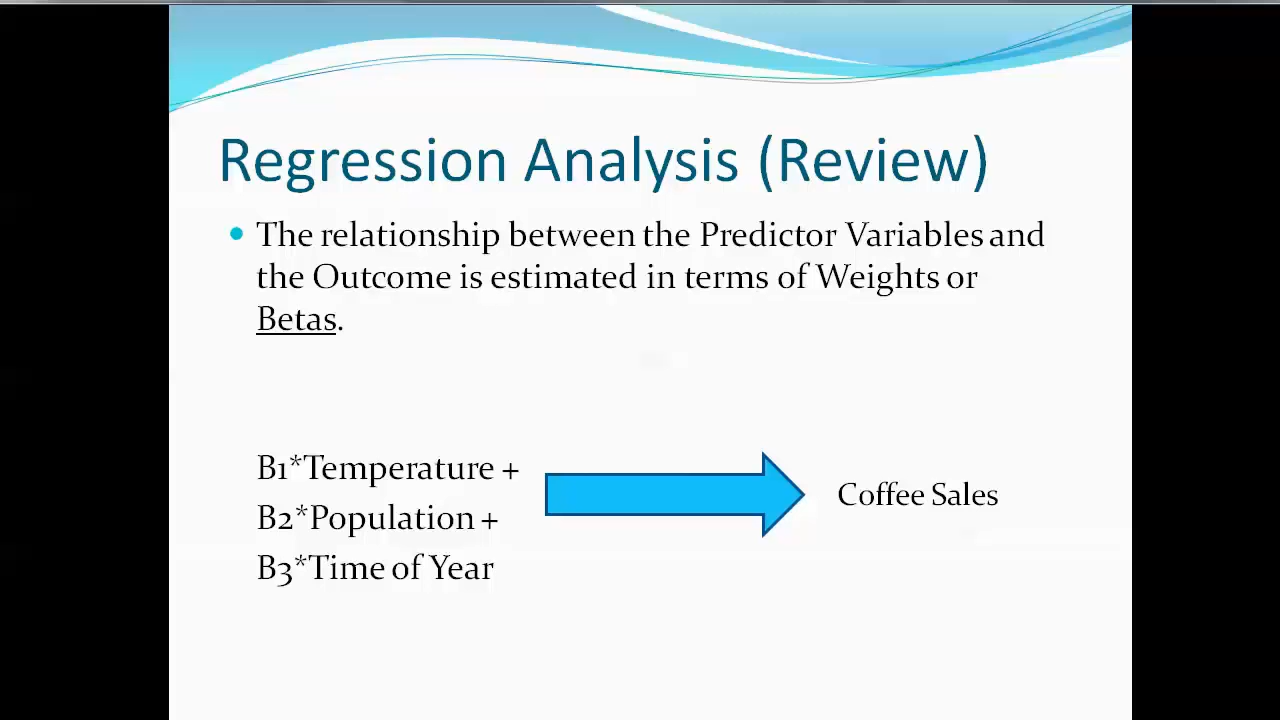 Regression Analysis (Review)
The relationship between the Predictor Variables and
the Outcome is estimated in terms of Weights or
Betas.
B1*Temperature +
B2*Population +
B3*Time of Year
Coffee Sales